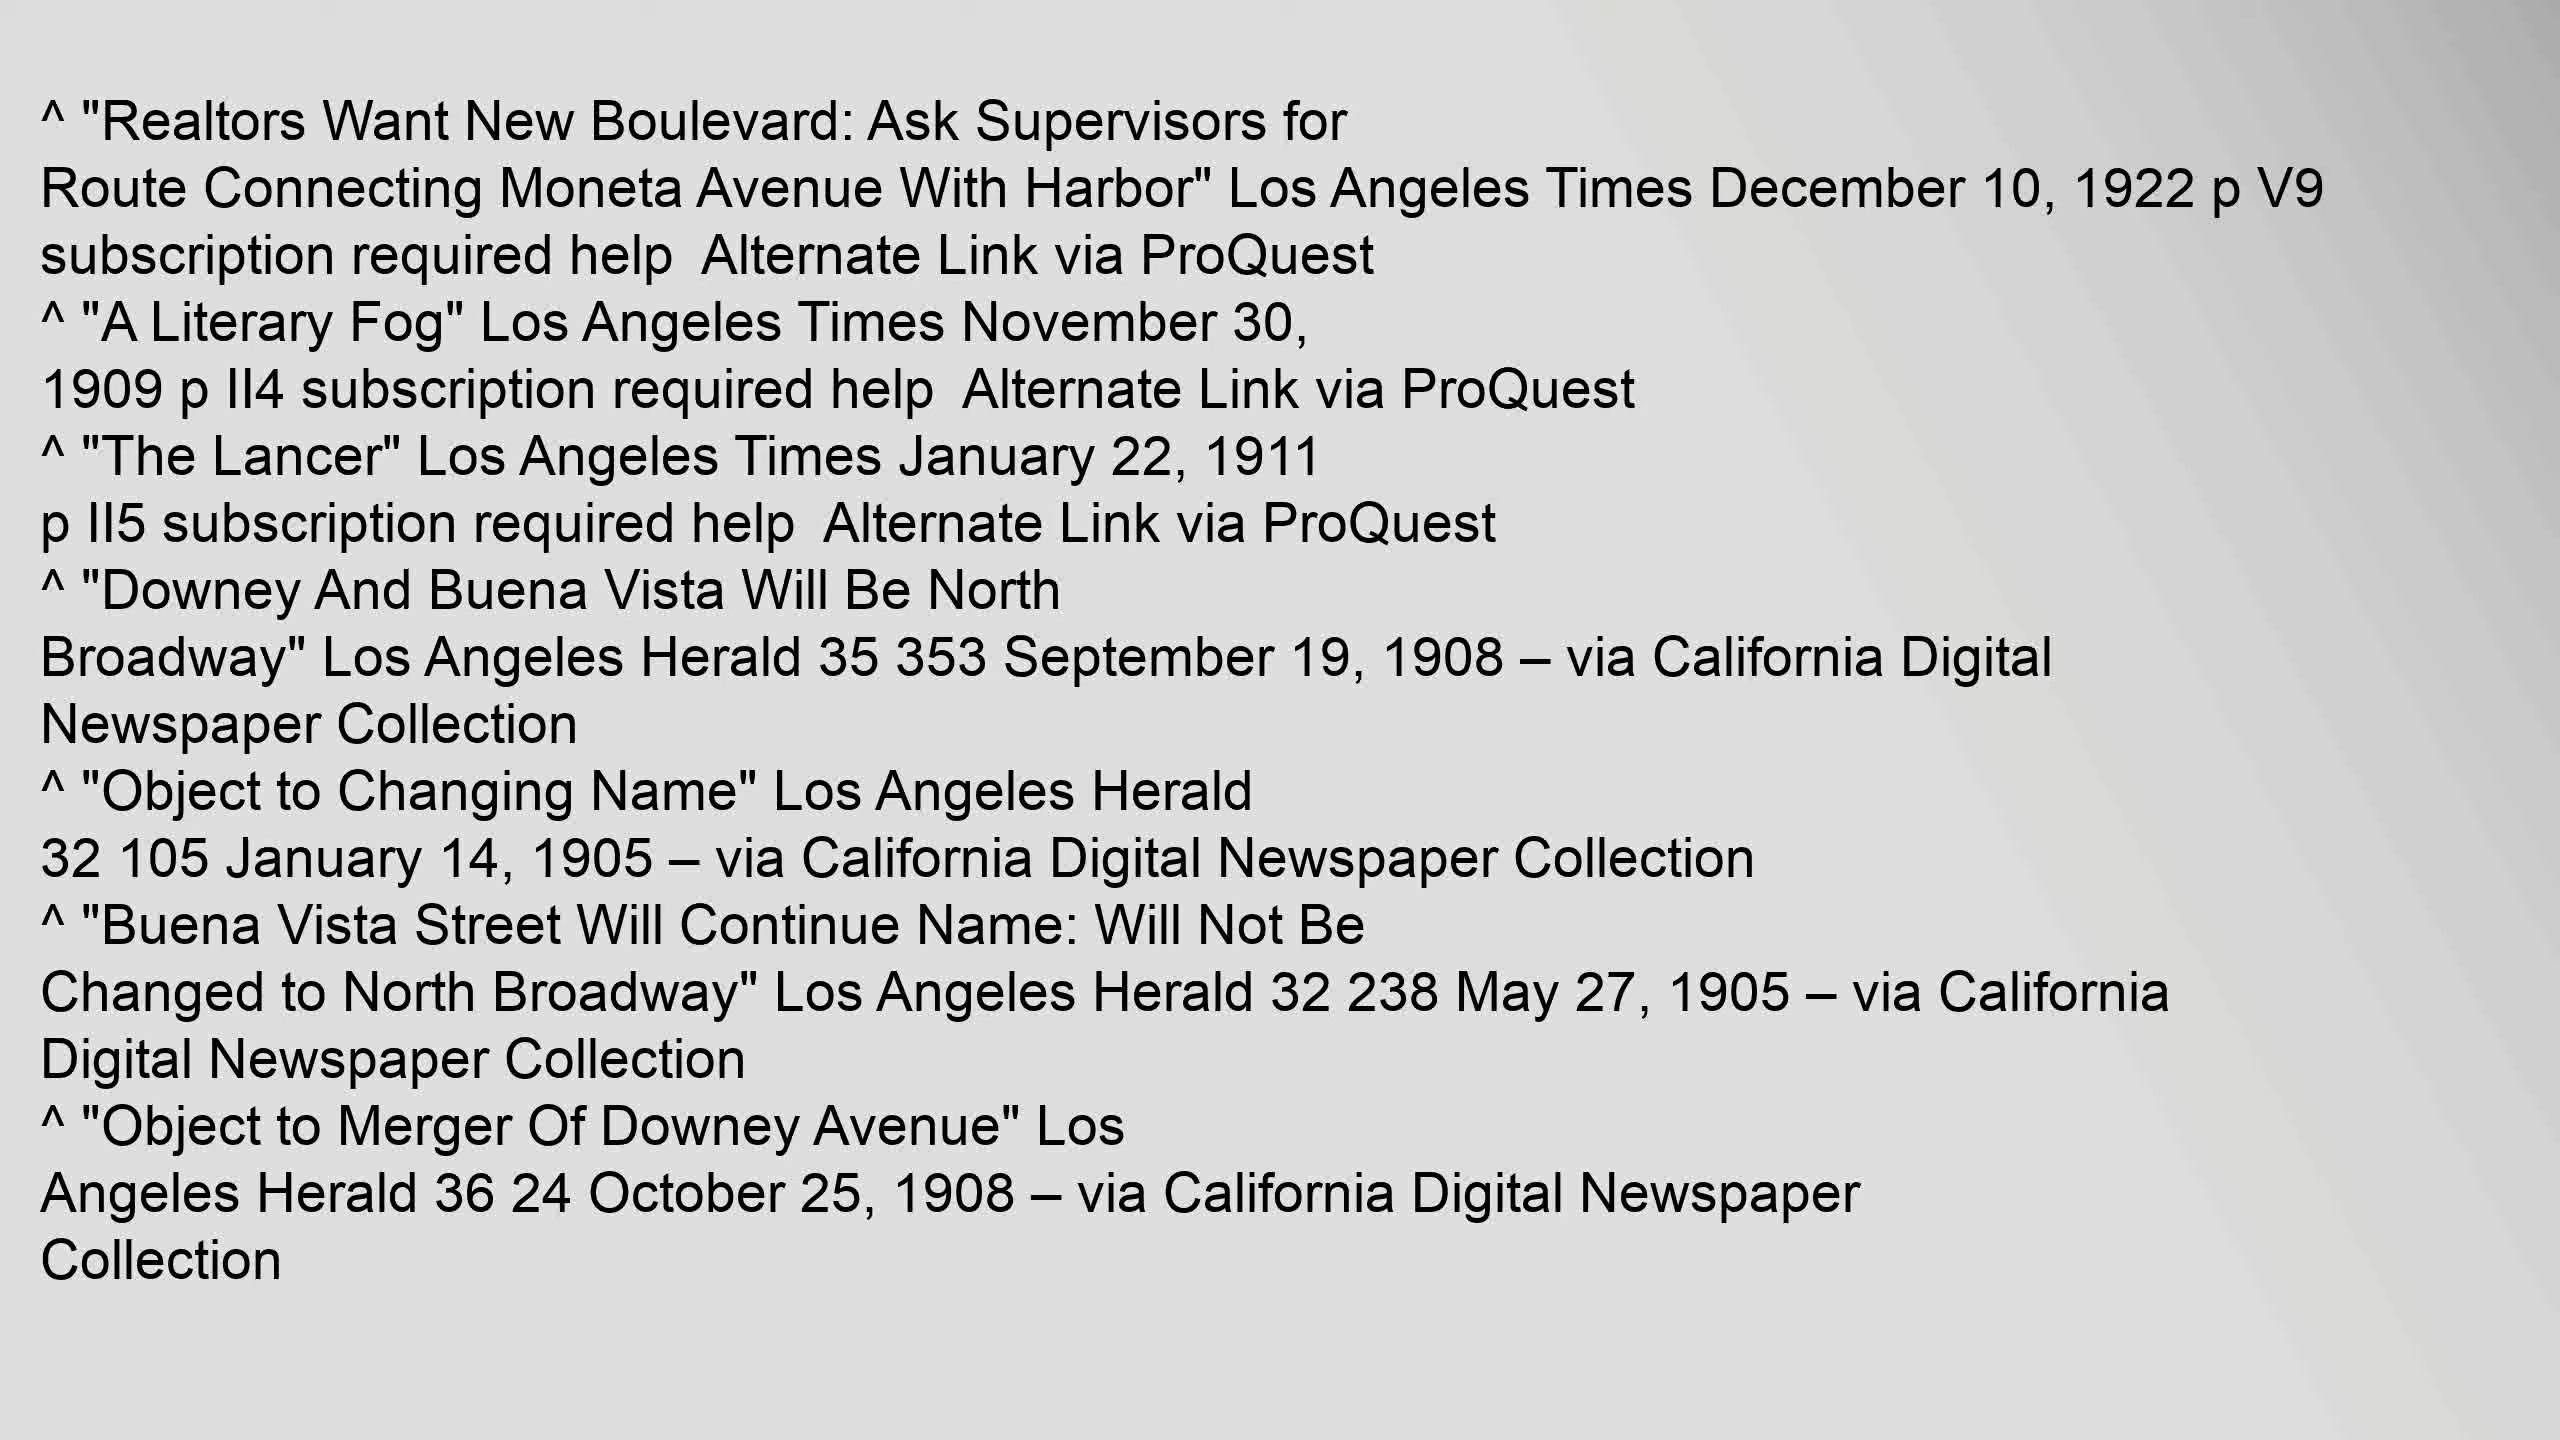 ^ "Realtors Want New Boulevard: Ask Supervisors for
Route Connecting Moneta Avenue With Harbor" Los Angeles Times December 10, 1922 p V9
subscription required help  Alternate Link via ProQuest
^ "A Literary Fog" Los Angeles Times November 30,
1909 p II4 subscription required help  Alternate Link via ProQuest
^ "The Lancer" Los Angeles Times January 22, 1911
p II5 subscription required help  Alternate Link via ProQuest
^ "Downey And Buena Vista Will Be North
Broadway" Los Angeles Herald 35 353 September 19, 1908 – via California Digital
Newspaper Collection
^ "Object to Changing Name" Los Angeles Herald
32 105 January 14, 1905 – via California Digital Newspaper Collection
^ "Buena Vista Street Will Continue Name: Will Not Be
Changed to North Broadway" Los Angeles Herald 32 238 May 27, 1905 – via California
Digital Newspaper Collection
^ "Object to Merger Of Downey Avenue" Los
Angeles Herald 36 24 October 25, 1908 – via California Digital Newspaper
Collection